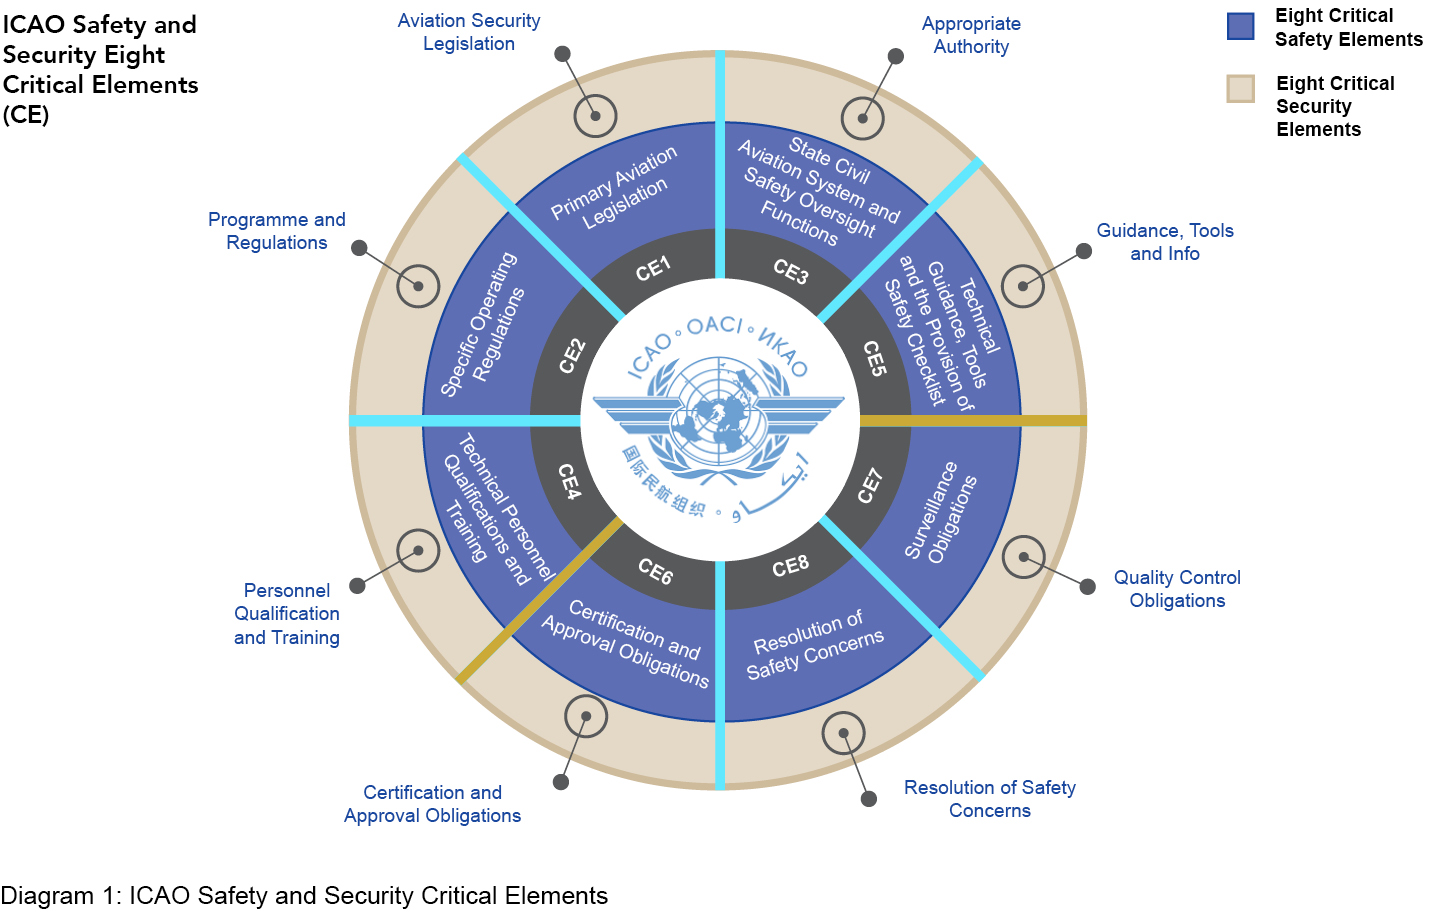 ICAO Safety and
Security Eight
Critical Elements
(CE)
Aviation Security
Legislation
Appropriate
Authority
Eight Critical
Safety Elements
Eight Critical
Security
Elements
Programme and
Regulations
Guidance, Tools
and Info
Primary Aviation
Legislation
State Civil
Aviation System and
Safety Oversight
Functions
Specific Operating
Regulations
Technical
Guidance, Tools
and the Provision of
Safety Checklist
CE1
CE3
CE2
CE5
ICAO ° OACI ° ИКАО
国际民航组织 ° ايكاو
CE4
CE7
CE6
CE8
Technical Personnel
Qualifications and
Training
Surveillance
Obligations
Certification and
Approval Obligations
Resolution of
Safety Concerns
Personnel
Qualification
and Training
Quality Control
Obligations
Certification and
Approval Obligations
Resolution of Safety
Concerns
Diagram 1: ICAO Safety and Security Critical Elements